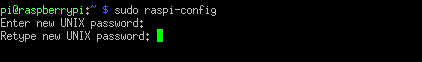 pi@raspberrypi:~ $ sudo raspi-config
Enter new UNIX password:
Retype new UNIX password: